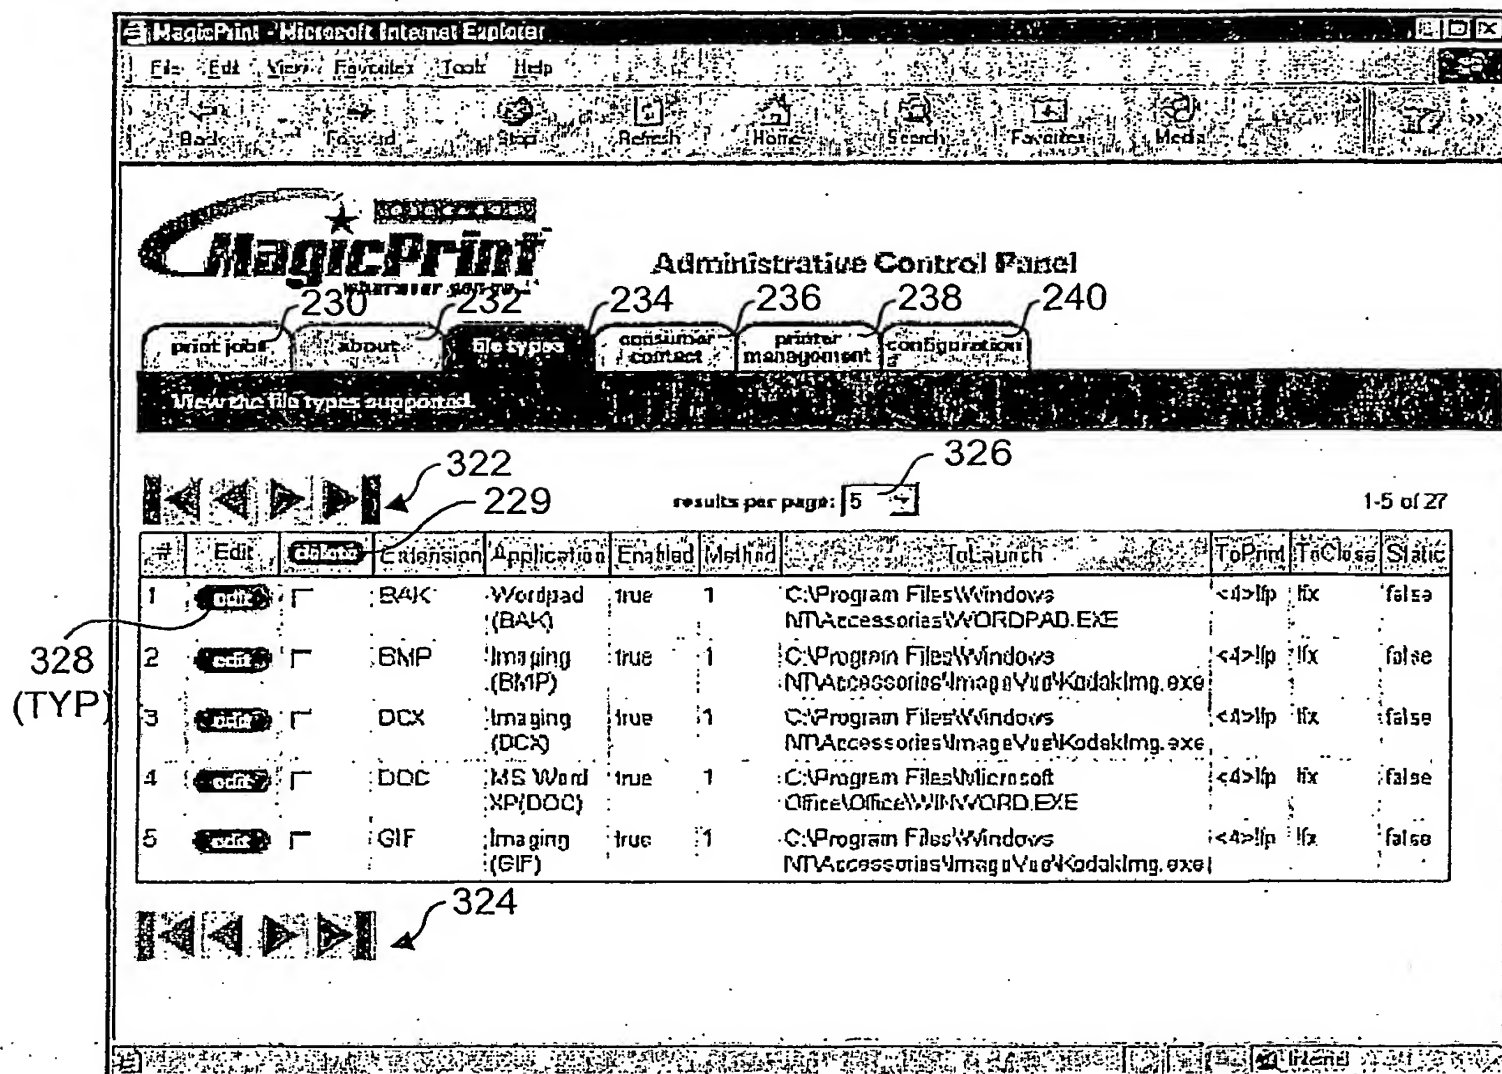 MagicPrint - Microsoft Internet Explorer
File Edit View Favorites Tools Help
Back Forward Stop Refresh Home Search Favorites Media
MagicPrint
Administrative Control Panel
230 232 234 236 238 240
print jobs about file types consumer contact printer management configuration
View the file types supported.
322 326
229 results per page: 5 1-5 of 27
# Edit delete Extension Application Enabled Method ToLaunch ToPrint ToClose Static
1 edit BAK Wordpad true 1 C:\Program Files\Windows <4>!fp !fx false
(BAK) NT\Accessories\WORDPAD.EXE
328 2 edit BMP Imaging true 1 C:\Program Files\Windows <4>!fp !fx false
(TYP) (BMP) NT\Accessories\ImageVue\KodakImg.exe
3 edit DCX Imaging true 1 C:\Program Files\Windows <4>!fp !fx false
(DCX) NT\Accessories\ImageVue\KodakImg.exe
4 edit DOC MS Word true 1 C:\Program Files\Microsoft <4>!fp !fx false
XP(DOC) Office\Office\WINWORD.EXE
5 edit GIF Imaging true 1 C:\Program Files\Windows <4>!fp !fx false
(GIF) NT\Accessories\ImageVue\KodakImg.exe
324